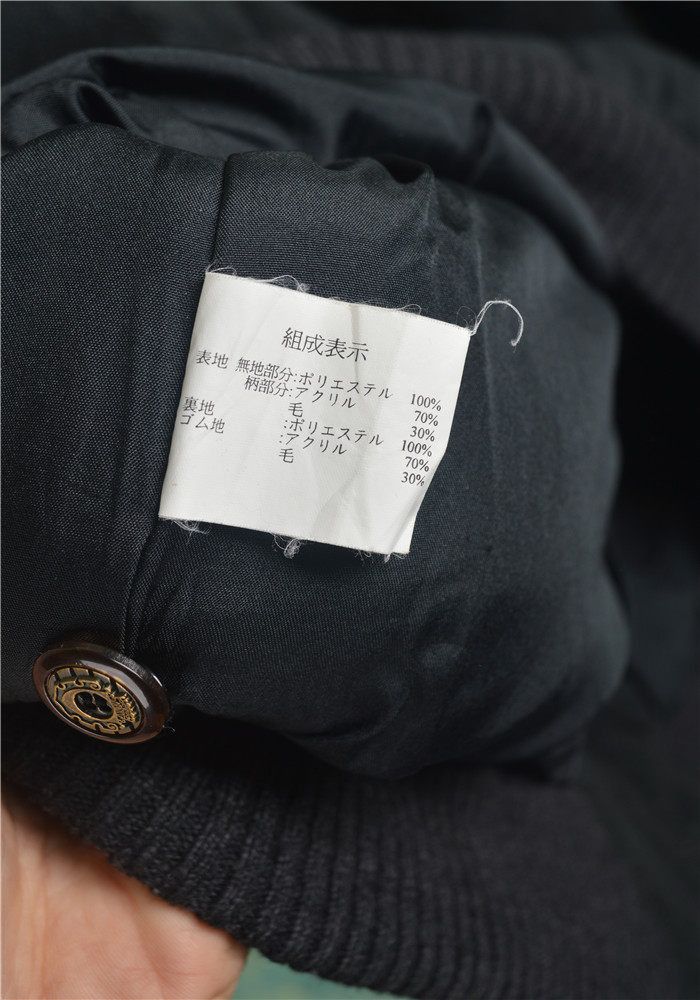 組成表示
表地 無地部分:ポリエステル 100%
柄部分:アクリル 70%
毛 30%
裏地 :ポリエステル 100%
ゴム地 :アクリル 70%
毛 30%